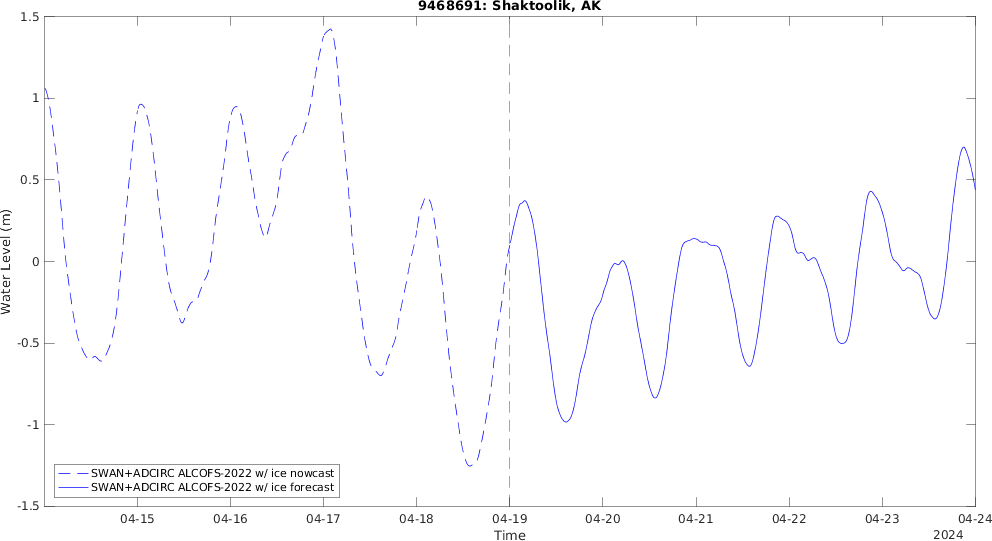 9468691: Shaktoolik, AK
1.5
1
0.5
0
-0.5
-1
-1.5
Water Level (m)
SWAN+ADCIRC ALCOFS-2022 w/ ice nowcast
SWAN+ADCIRC ALCOFS-2022 w/ ice forecast
04-15 04-16 04-17 04-18 04-19 04-20 04-21 04-22 04-23 04-24
Time
2024